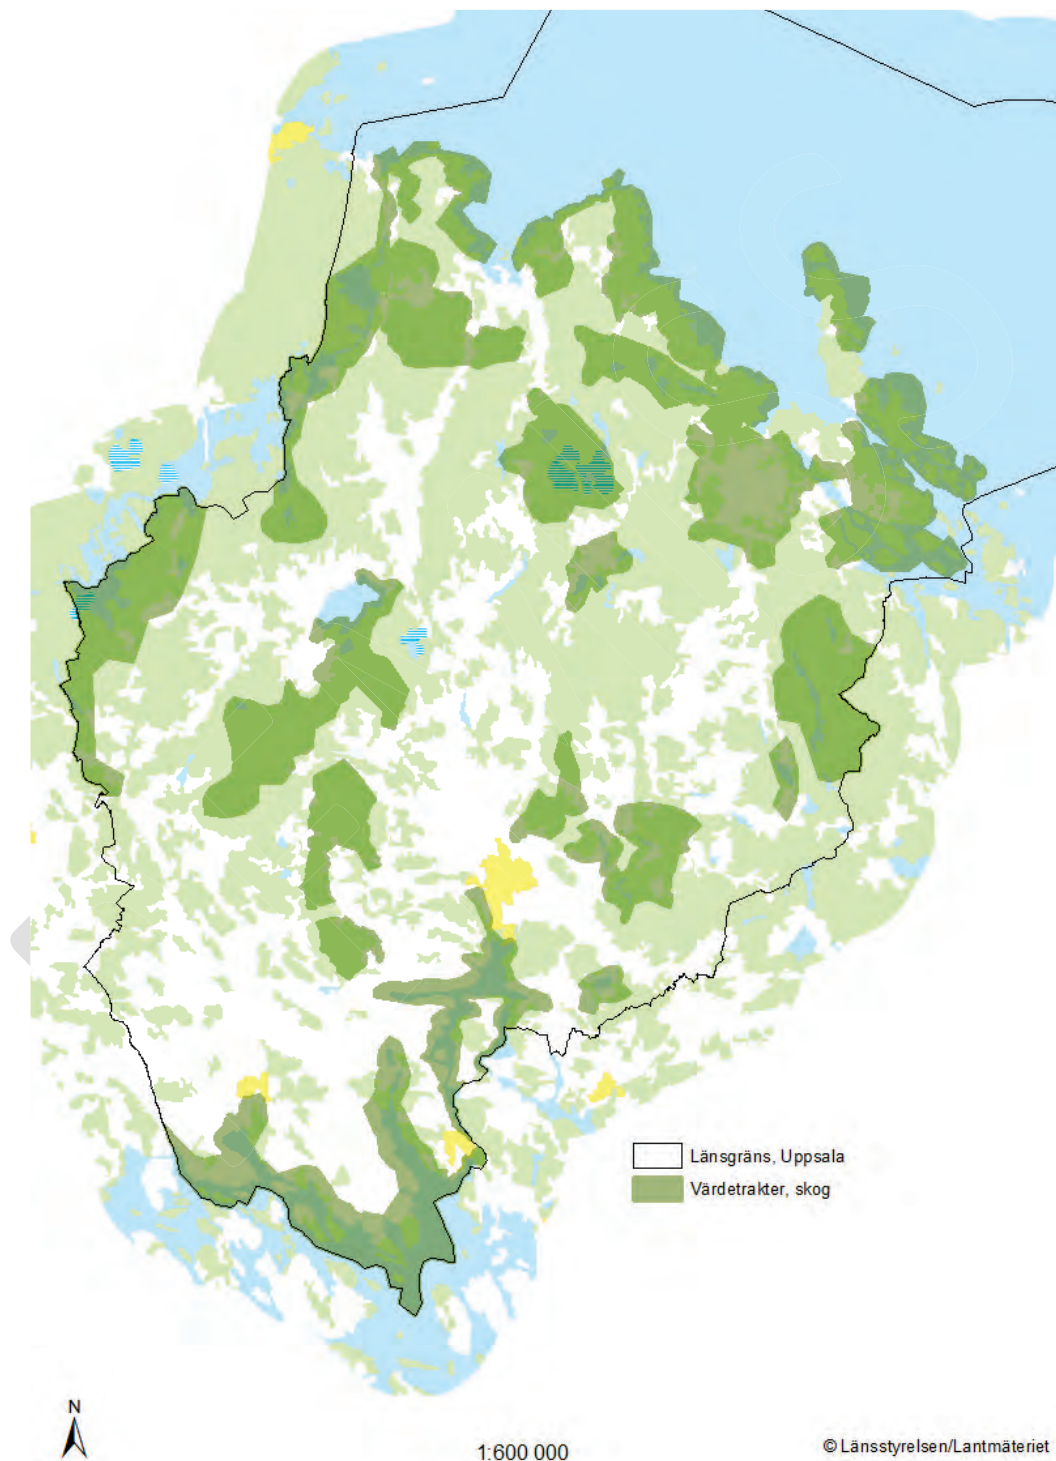 Länsgräns, Uppsala
Värdetrakter, skog
N
1:600 000
© Länsstyrelsen/Lantmäteriet